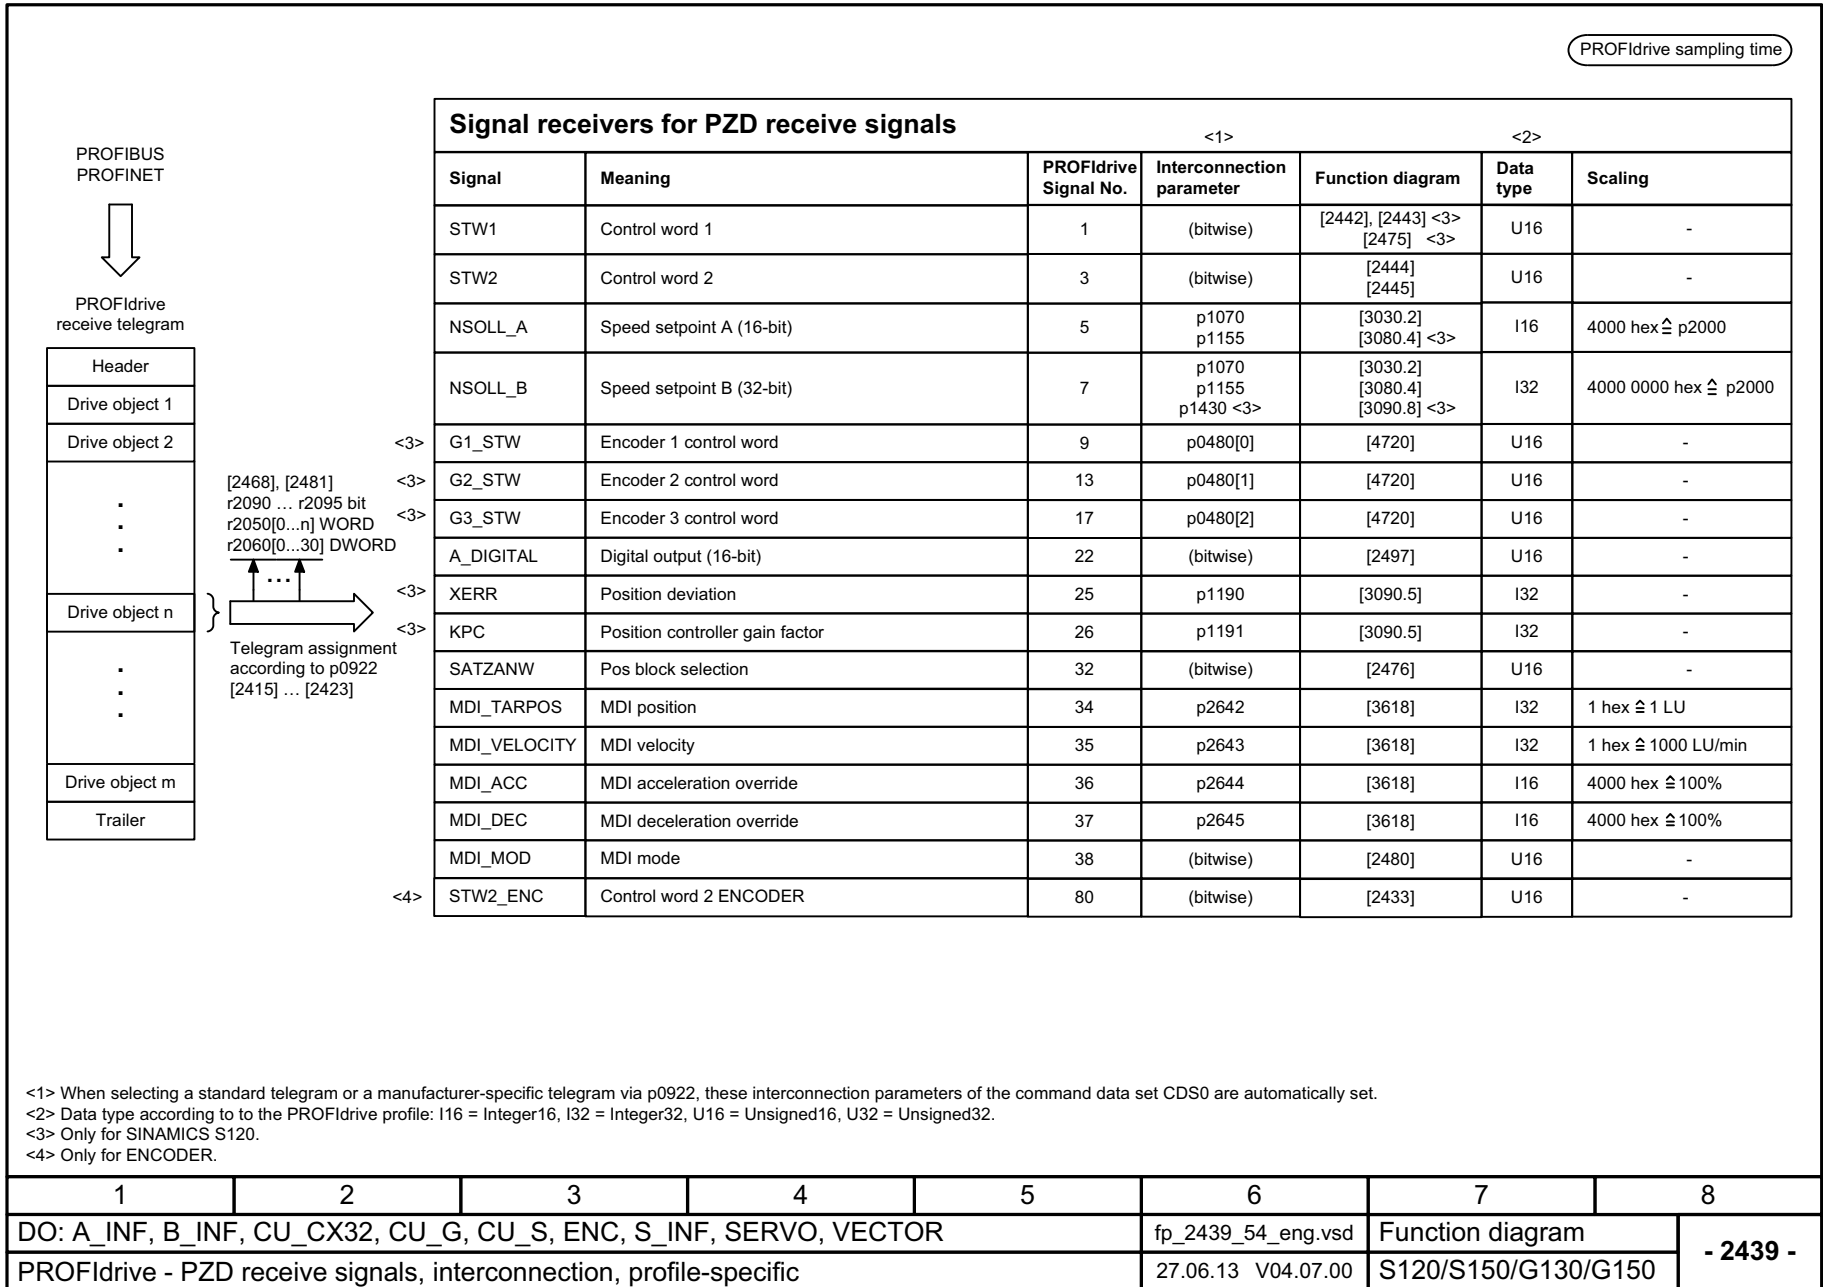 PROFIdrive sampling time
PROFIBUS
PROFINET
PROFIdrive
receive telegram
Header
Drive object 1
Drive object 2
.
.
.
Drive object n
.
.
.
Drive object m
Trailer
[2468], [2481]
r2090 … r2095 bit
r2050[0...n] WORD
r2060[0...30] DWORD
...
Telegram assignment
according to p0922
[2415] … [2423]
Signal receivers for PZD receive signals <1> <2>
Signal Meaning PROFIdrive Signal No. Interconnection parameter Function diagram Data type Scaling
STW1 Control word 1 1 (bitwise) [2442], [2443] <3> [2475] <3> U16 -
STW2 Control word 2 3 (bitwise) [2444] [2445] U16 -
NSOLL_A Speed setpoint A (16-bit) 5 p1070 p1155 [3030.2] [3080.4] <3> I16 4000 hex ≙ p2000
NSOLL_B Speed setpoint B (32-bit) 7 p1070 p1155 p1430 <3> [3030.2] [3080.4] [3090.8] <3> I32 4000 0000 hex ≙ p2000
<3> G1_STW Encoder 1 control word 9 p0480[0] [4720] U16 -
<3> G2_STW Encoder 2 control word 13 p0480[1] [4720] U16 -
<3> G3_STW Encoder 3 control word 17 p0480[2] [4720] U16 -
A_DIGITAL Digital output (16-bit) 22 (bitwise) [2497] U16 -
<3> XERR Position deviation 25 p1190 [3090.5] I32 -
<3> KPC Position controller gain factor 26 p1191 [3090.5] I32 -
SATZANW Pos block selection 32 (bitwise) [2476] U16 -
MDI_TARPOS MDI position 34 p2642 [3618] I32 1 hex ≙ 1 LU
MDI_VELOCITY MDI velocity 35 p2643 [3618] I32 1 hex ≙ 1000 LU/min
MDI_ACC MDI acceleration override 36 p2644 [3618] I16 4000 hex ≙ 100%
MDI_DEC MDI deceleration override 37 p2645 [3618] I16 4000 hex ≙ 100%
MDI_MOD MDI mode 38 (bitwise) [2480] U16 -
<4> STW2_ENC Control word 2 ENCODER 80 (bitwise) [2433] U16 -
<1> When selecting a standard telegram or a manufacturer-specific telegram via p0922, these interconnection parameters of the command data set CDS0 are automatically set.
<2> Data type according to to the PROFIdrive profile: I16 = Integer16, I32 = Integer32, U16 = Unsigned16, U32 = Unsigned32.
<3> Only for SINAMICS S120.
<4> Only for ENCODER.
1 2 3 4 5 6 7 8
DO: A_INF, B_INF, CU_CX32, CU_G, CU_S, ENC, S_INF, SERVO, VECTOR fp_2439_54_eng.vsd Function diagram - 2439 -
PROFIdrive - PZD receive signals, interconnection, profile-specific 27.06.13 V04.07.00 S120/S150/G130/G150